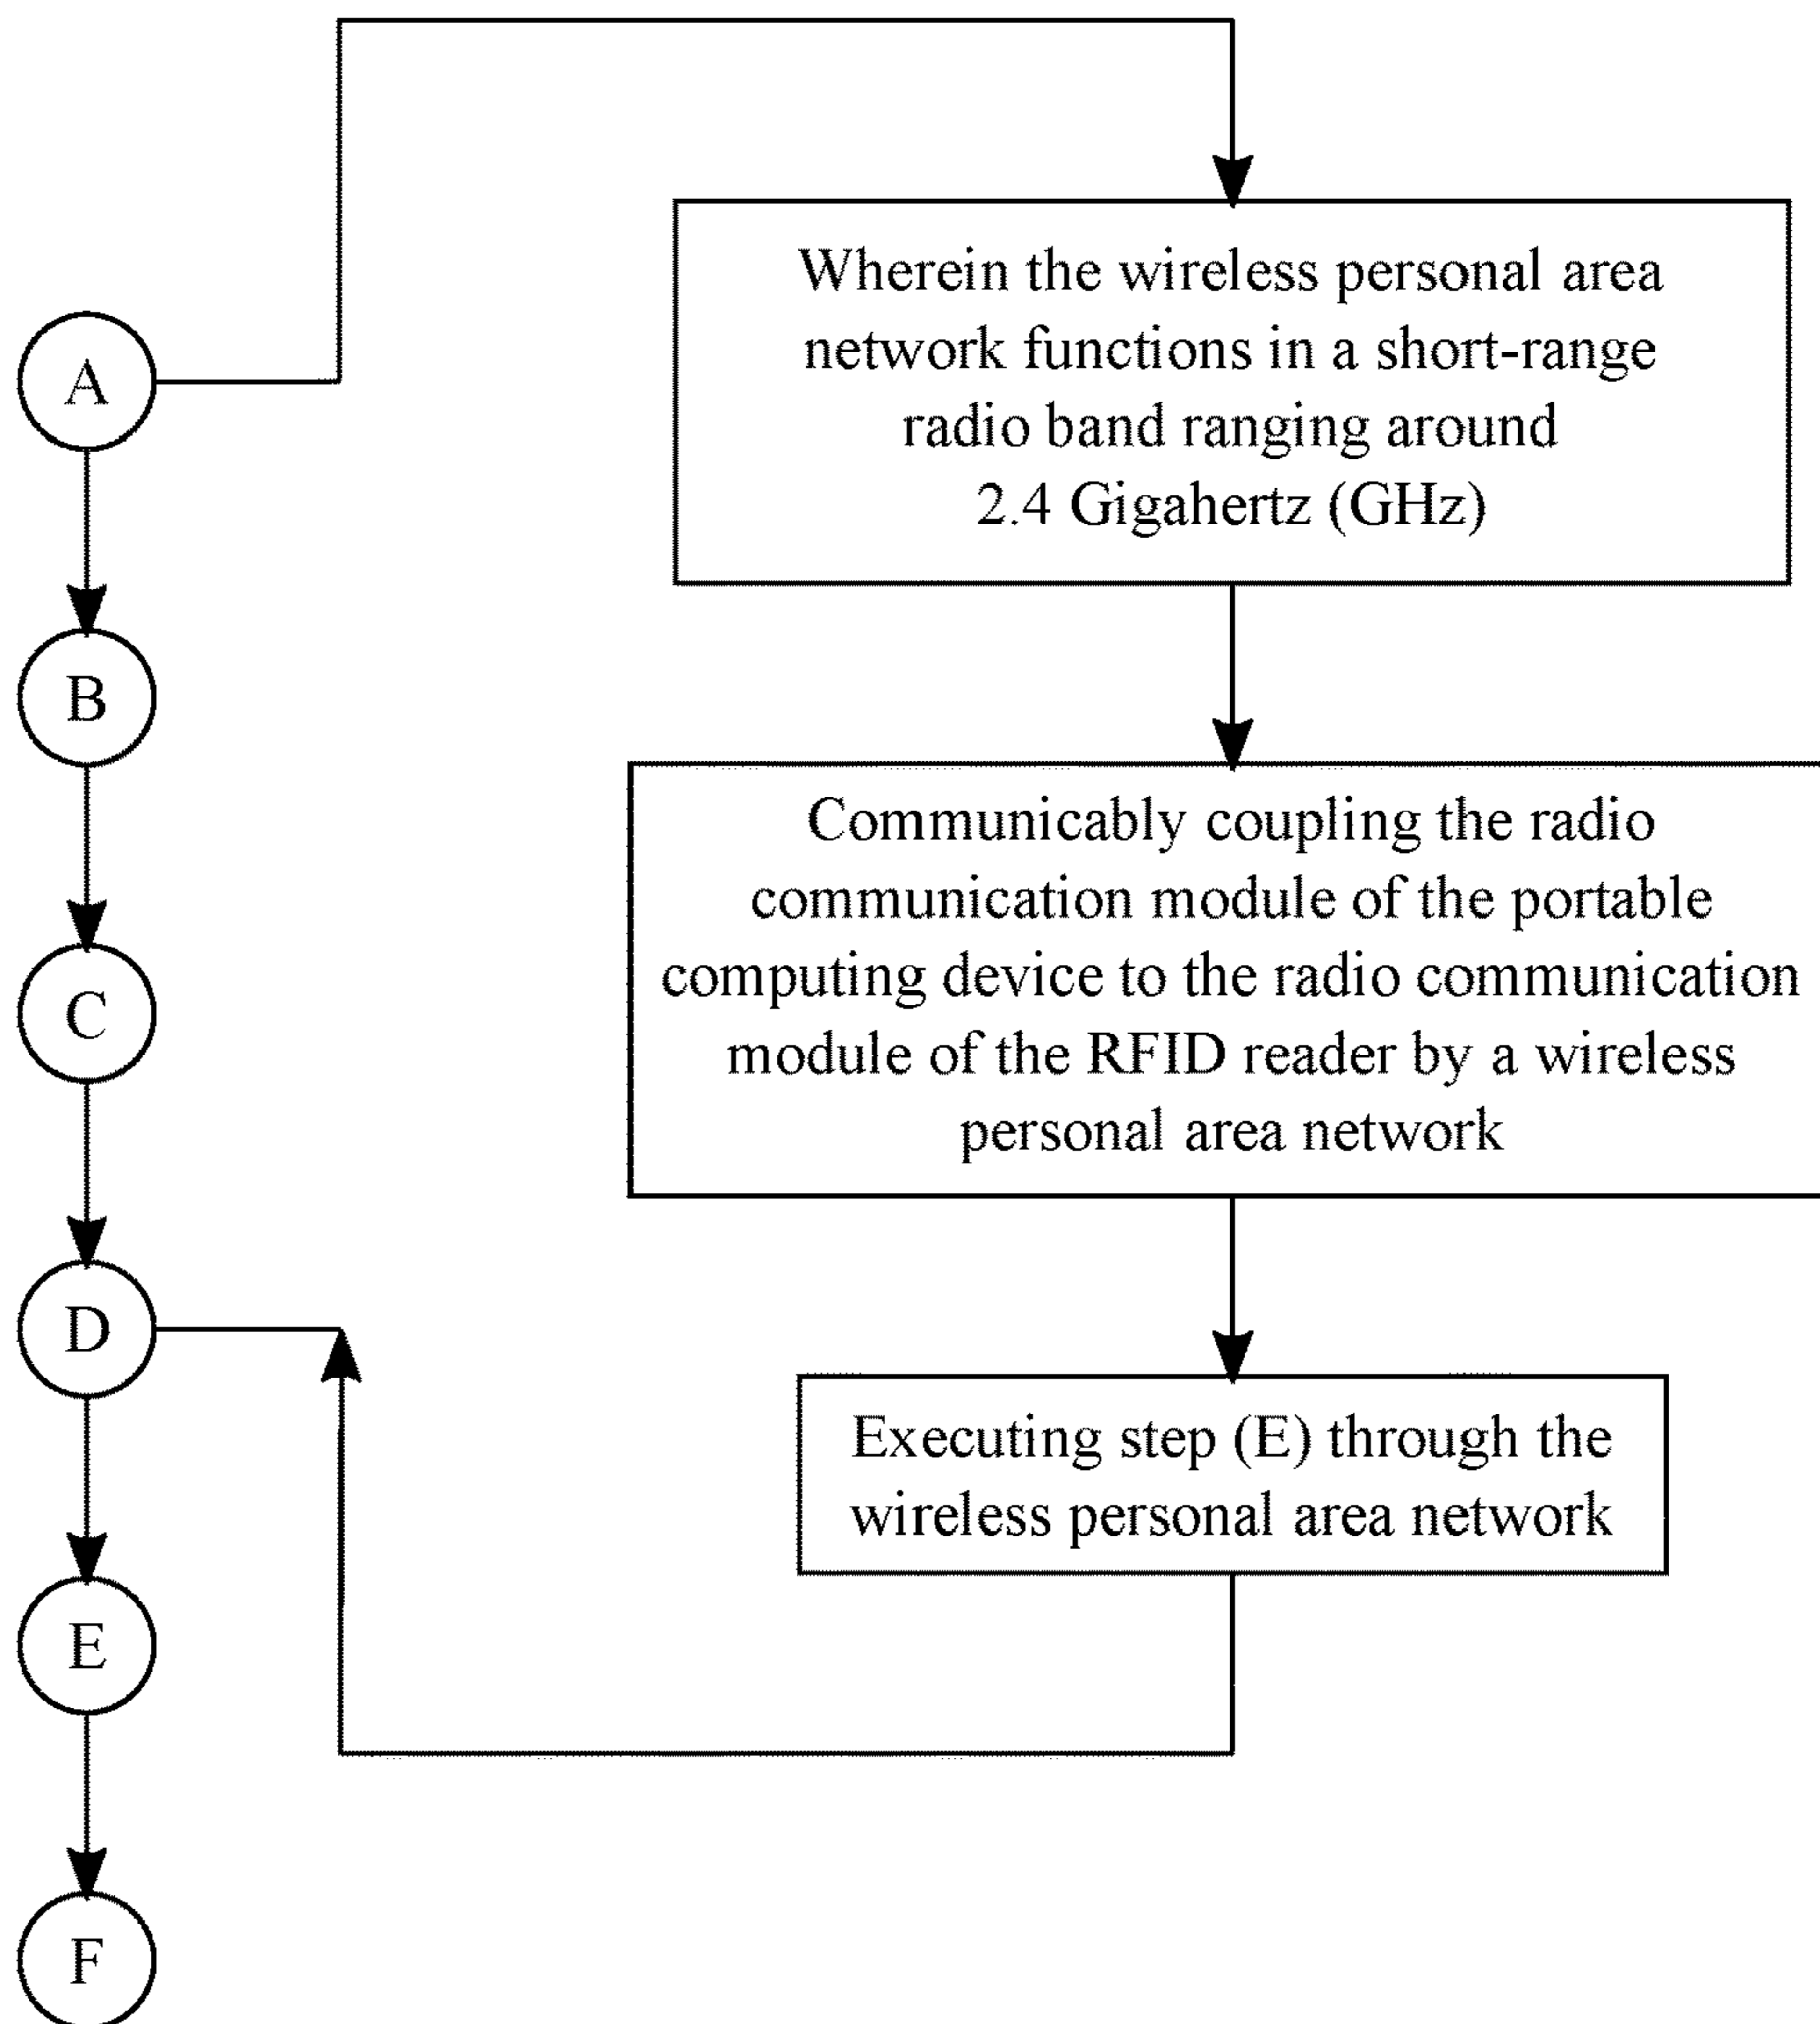 A
B
C
D
E
F
Wherein the wireless personal area
network functions in a short-range
radio band ranging around
2.4 Gigahertz (GHz)
Communicably coupling the radio
communication module of the portable
computing device to the radio communication
module of the RFID reader by a wireless
personal area network
Executing step (E) through the
wireless personal area network